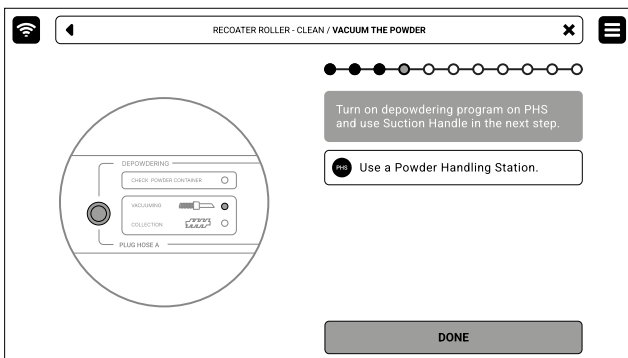 RECOATER ROLLER - CLEAN / VACUUM THE POWDER
Turn on depowdering program on PHS
and use Suction Handle in the next step.
PHS Use a Powder Handling Station.
DEPOWDERING
CHECK POWDER CONTAINER
VACUUMING
COLLECTION
PLUG HOSE A
DONE